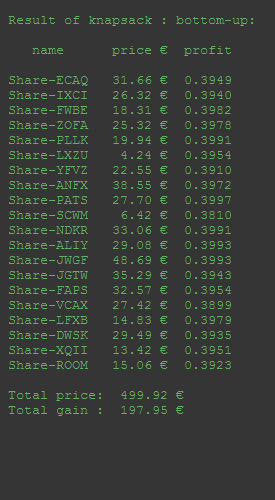 Result of knapsack : bottom-up:
name price € profit
Share-ECAQ 31.66 € 0.3949
Share-IXCI 26.32 € 0.3940
Share-FWBE 18.31 € 0.3982
Share-ZOFA 25.32 € 0.3978
Share-PLLK 19.94 € 0.3991
Share-LXZU 4.24 € 0.3954
Share-YFVZ 22.55 € 0.3910
Share-ANFX 38.55 € 0.3972
Share-PATS 27.70 € 0.3997
Share-SCWM 6.42 € 0.3810
Share-NDKR 33.06 € 0.3991
Share-ALIY 29.08 € 0.3993
Share-JWGF 48.69 € 0.3993
Share-JGTW 35.29 € 0.3943
Share-FAPS 32.57 € 0.3954
Share-VCAX 27.42 € 0.3899
Share-LFXB 14.83 € 0.3979
Share-DWSK 29.49 € 0.3935
Share-XQII 13.42 € 0.3951
Share-ROOM 15.06 € 0.3923
Total price: 499.92 €
Total gain : 197.95 €